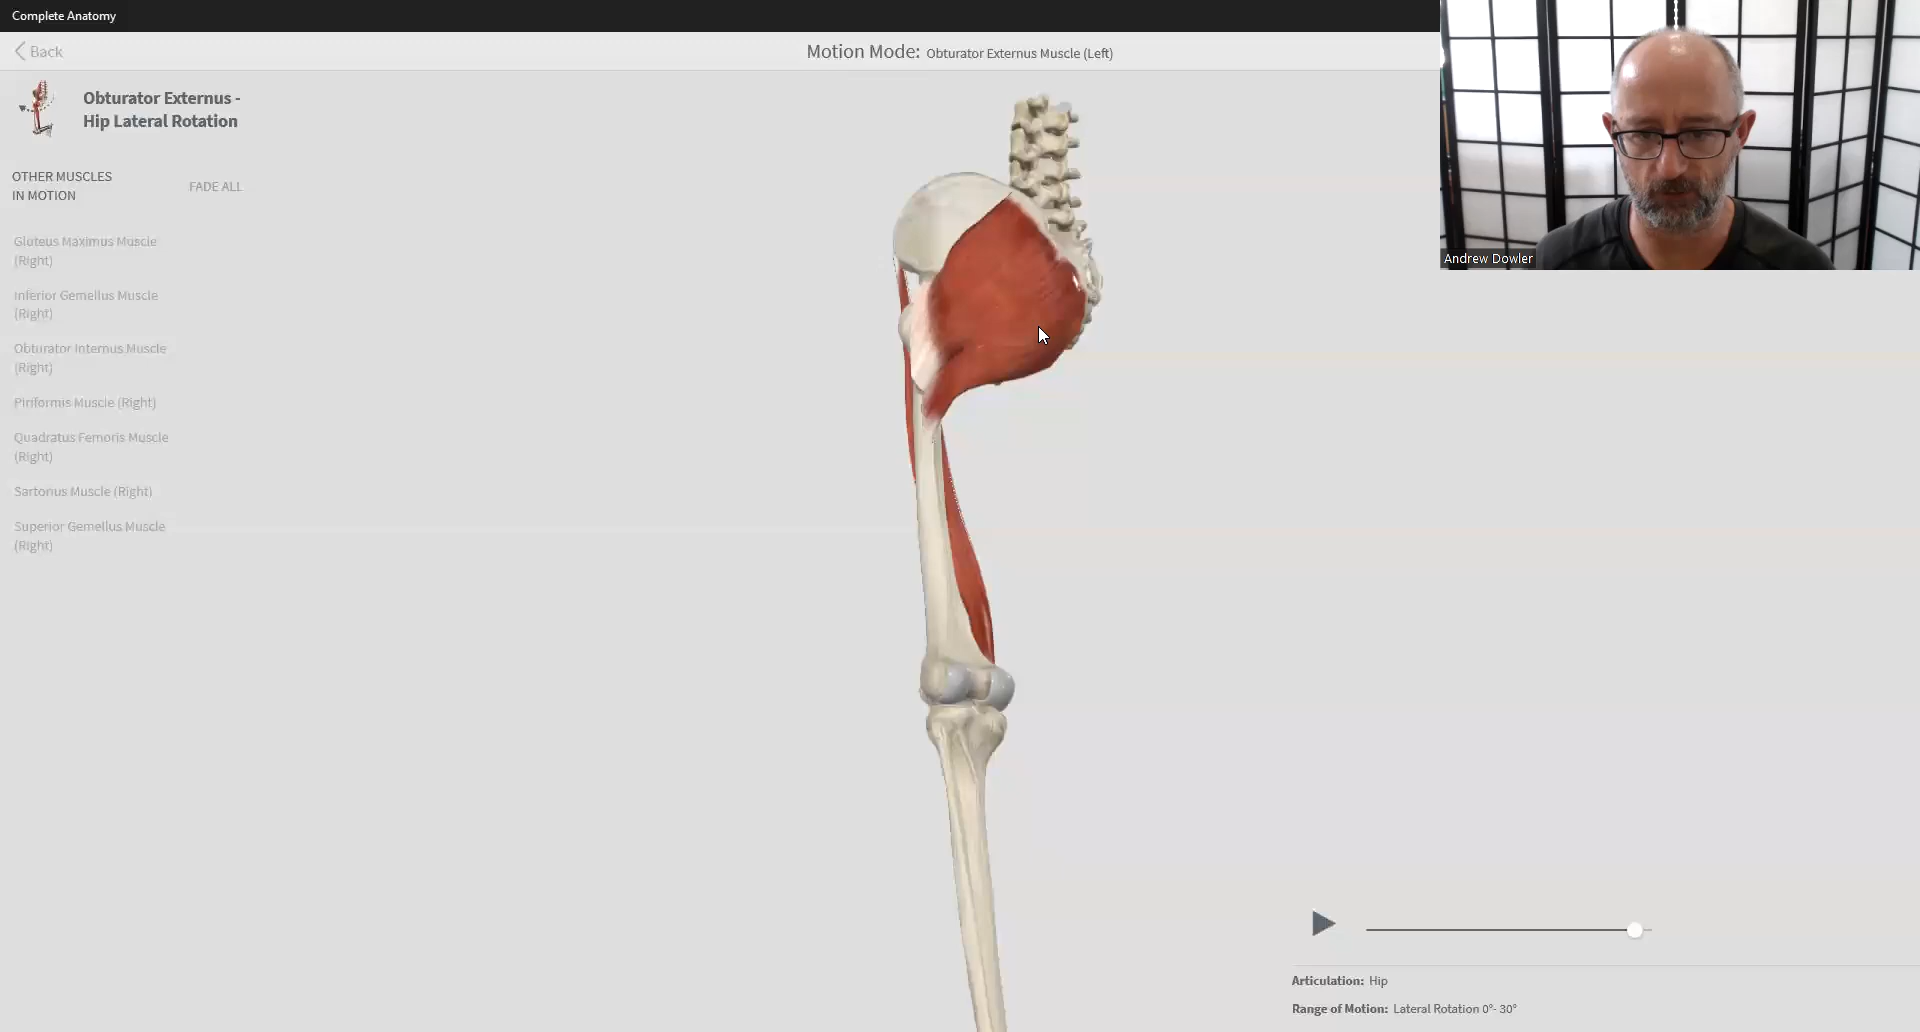 Complete Anatomy
Back
Motion Mode: Obturator Externus Muscle (Left)
Obturator Externus -
Hip Lateral Rotation
OTHER MUSCLES
IN MOTION
FADE ALL
Gluteus Maximus Muscle
(Right)
Inferior Gemellus Muscle
(Right)
Obturator Internus Muscle
(Right)
Piriformis Muscle (Right)
Quadratus Femoris Muscle
(Right)
Sartorius Muscle (Right)
Superior Gemellus Muscle
(Right)
Andrew Dowler
Articulation: Hip
Range of Motion: Lateral Rotation 0°- 30°